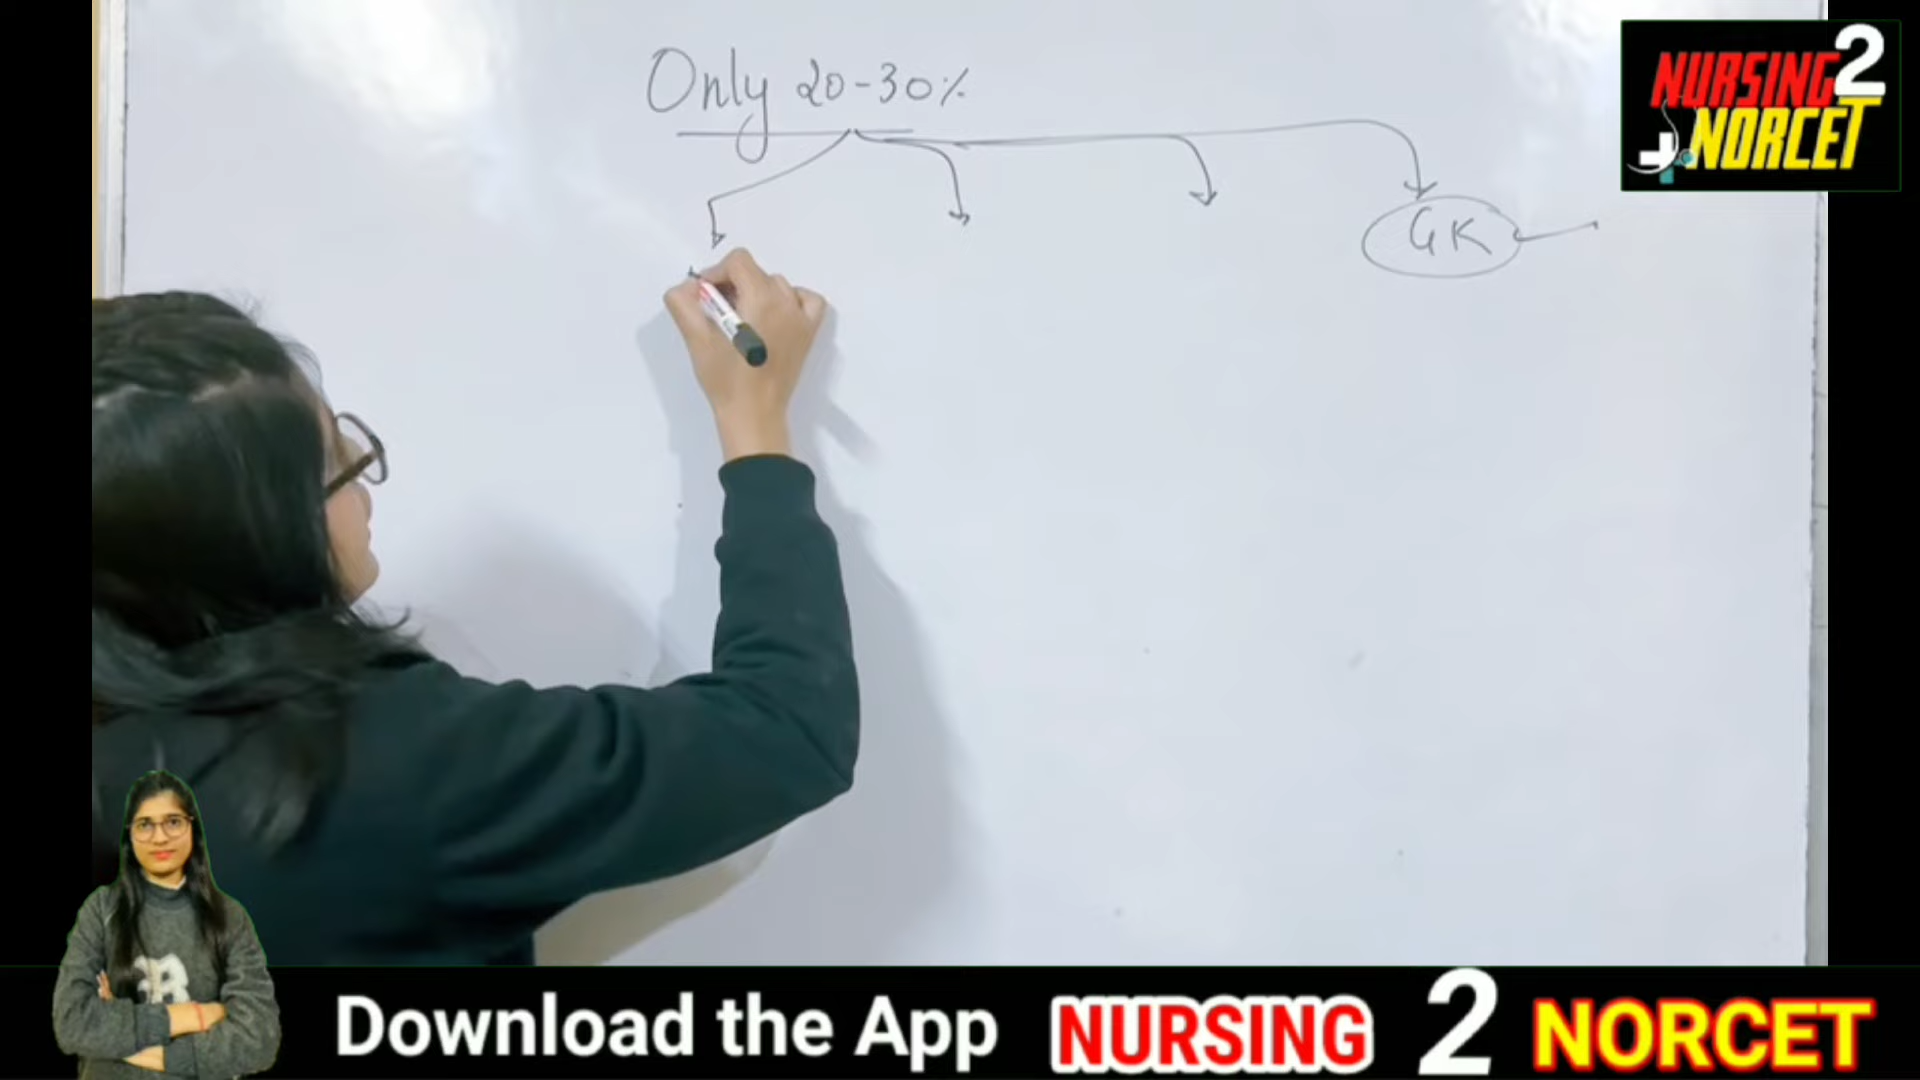 Only 20-30%
GK
NURSING 2
NORCET
Download the App NURSING 2 NORCET